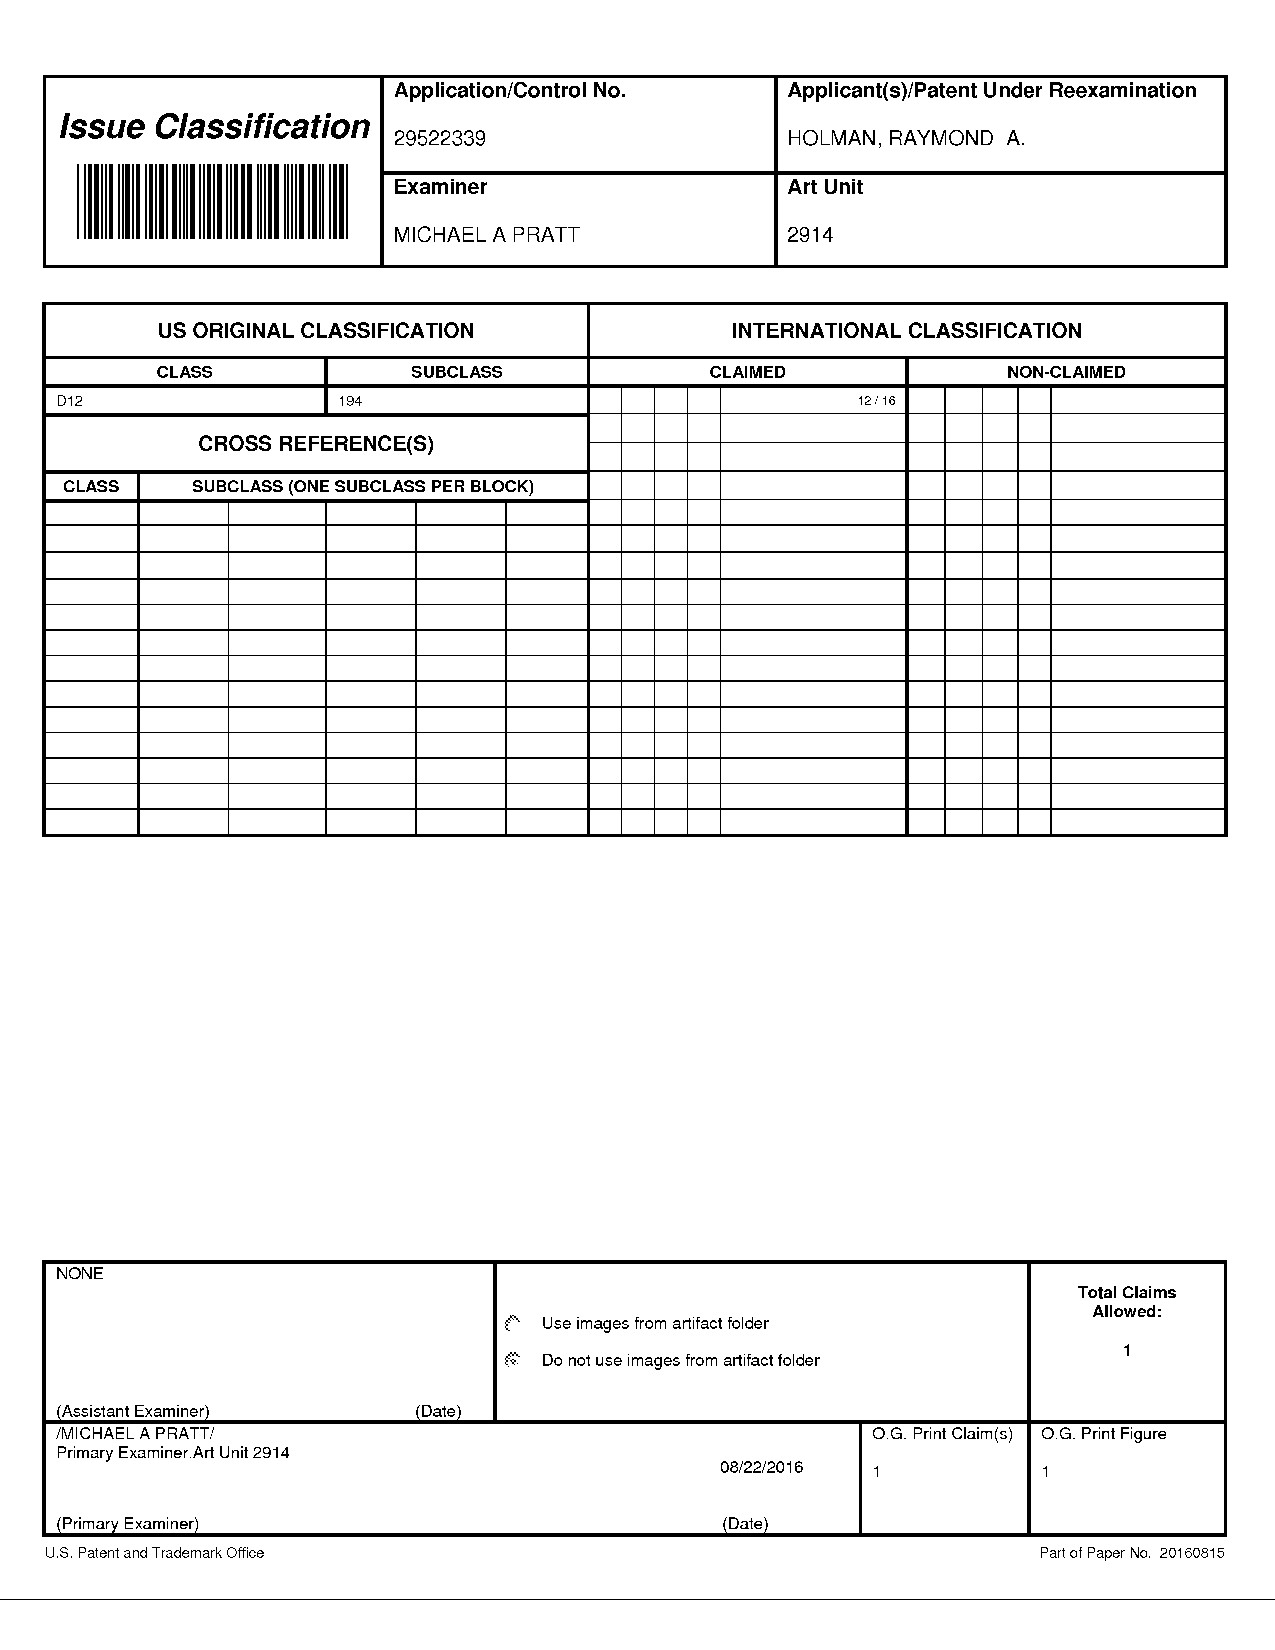 Issue Classification
Application/Control No.
29522339
Applicant(s)/Patent Under Reexamination
HOLMAN, RAYMOND A.
Examiner
MICHAEL A PRATT
Art Unit
2914
US ORIGINAL CLASSIFICATION
INTERNATIONAL CLASSIFICATION
CLASS
SUBCLASS
CLAIMED
NON-CLAIMED
D12
194
12 / 16
CROSS REFERENCE(S)
CLASS
SUBCLASS (ONE SUBCLASS PER BLOCK)
NONE
(Assistant Examiner)
(Date)
Use images from artifact folder
Do not use images from artifact folder
Total Claims
Allowed:
1
/MICHAEL A PRATT/
Primary Examiner.Art Unit 2914
08/22/2016
(Primary Examiner)
(Date)
O.G. Print Claim(s)
1
O.G. Print Figure
1
U.S. Patent and Trademark Office
Part of Paper No. 20160815